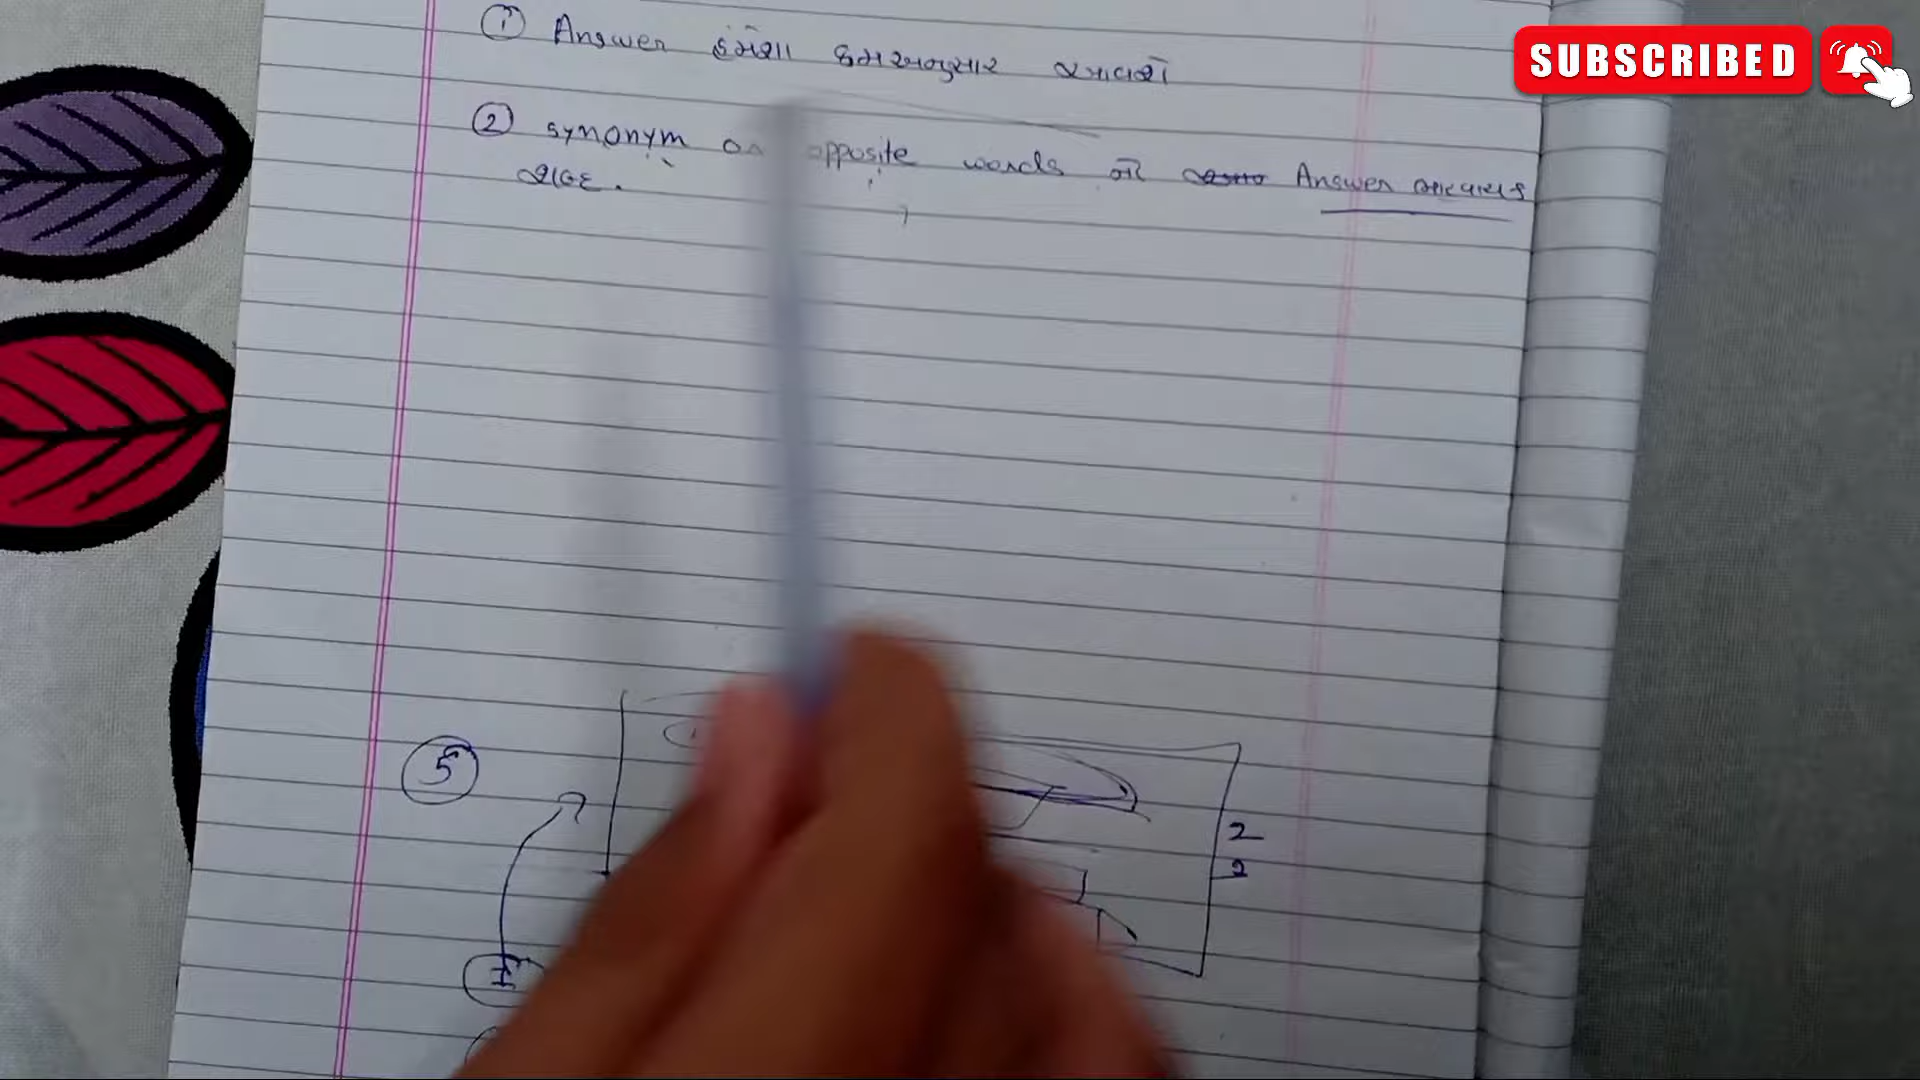 SUBSCRIBED
① Answer હંમેશા ક્રમઅનુસાર આવશે
② synonym or opposite words નો Answer
શબ્દ.
5
2
2
I